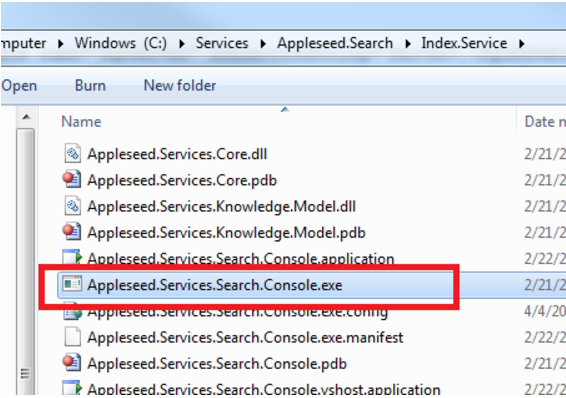 mputer Windows (C:) Services Appleseed.Search Index.Service
Open Burn New folder
Name Date n
Appleseed.Services.Core.dll 2/21/2
Appleseed.Services.Core.pdb 2/21/2
Appleseed.Services.Knowledge.Model.dll 2/21/2
Appleseed.Services.Knowledge.Model.pdb 2/21/2
Appleseed.Services.Search.Console.application 2/22/2
Appleseed.Services.Search.Console.exe 2/21/2
Appleseed.Services.Search.Console.exe.config 4/4/20
Appleseed.Services.Search.Console.exe.manifest 2/22/2
Appleseed.Services.Search.Console.pdb 2/21/2
Appleseed.Services.Search.Console.vshost.application 2/22/2